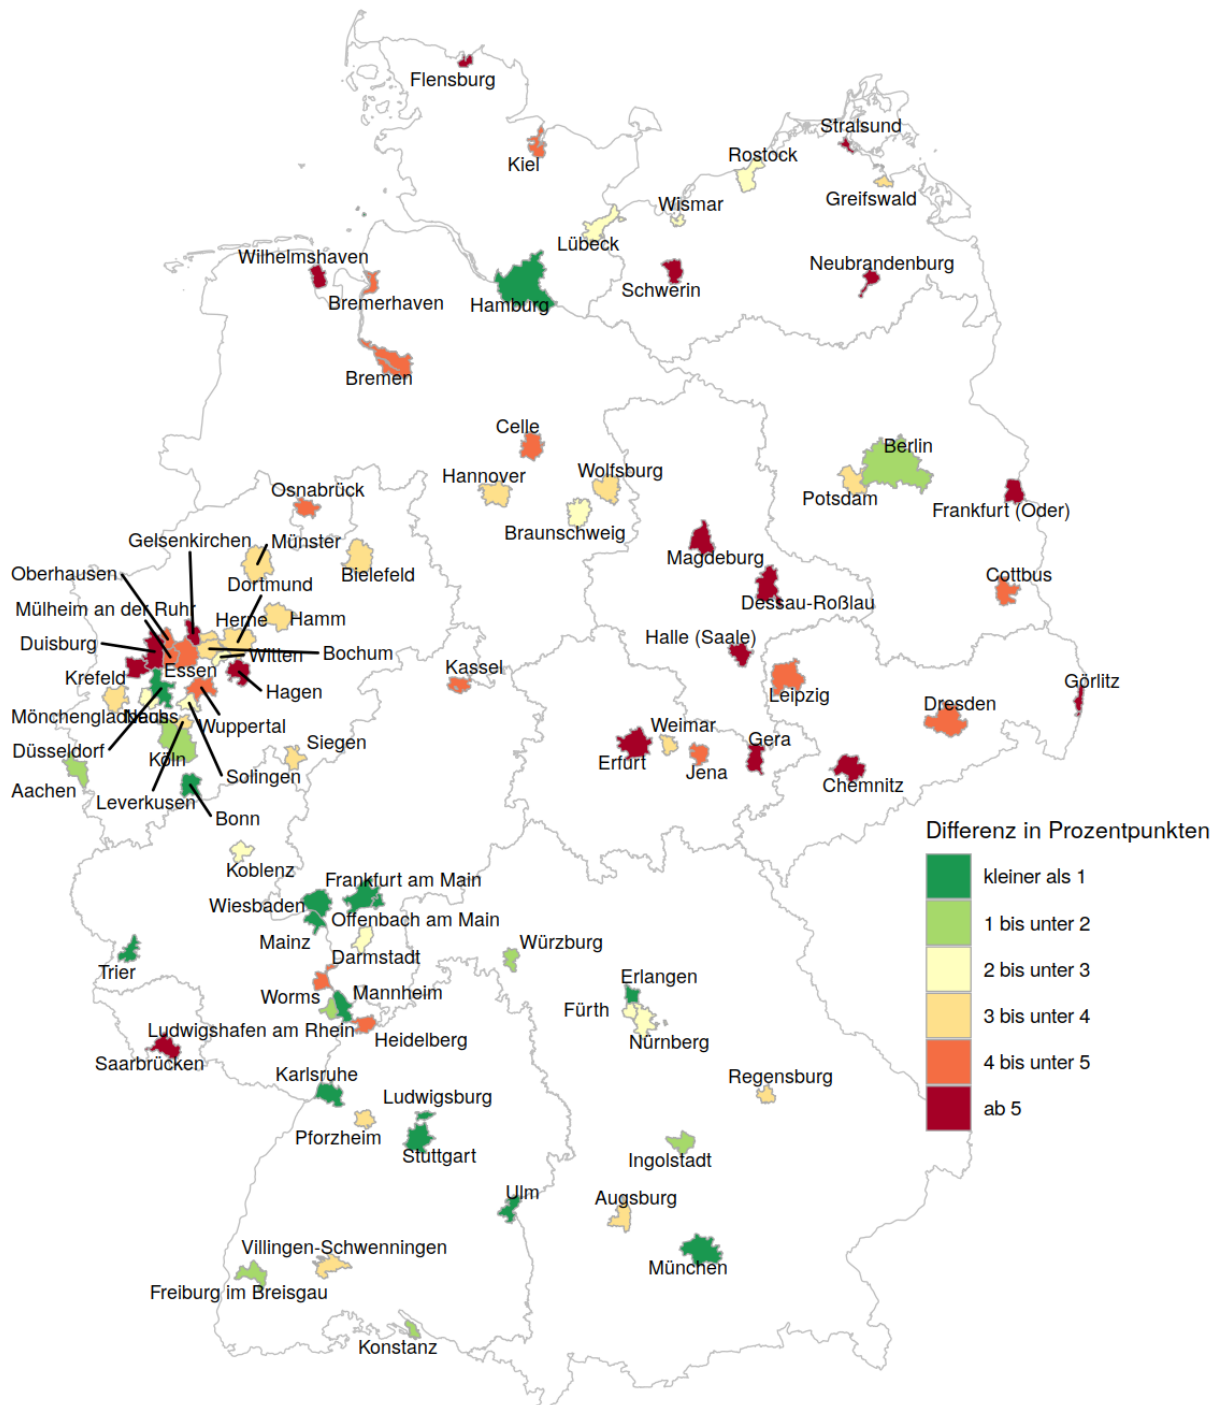 Flensburg
Stralsund
Kiel
Rostock
Greifswald
Wismar
Lübeck
Wilhelmshaven
Neubrandenburg
Schwerin
Bremerhaven
Hamburg
Bremen
Celle
Berlin
Hannover
Wolfsburg
Osnabrück
Potsdam
Frankfurt (Oder)
Braunschweig
Gelsenkirchen
Münster
Magdeburg
Oberhausen
Bielefeld
Cottbus
Dortmund
Dessau-Roßlau
Mülheim an der Ruhr
Herne
Hamm
Duisburg
Halle (Saale)
Witten
Bochum
Essen
Kassel
Krefeld
Görlitz
Hagen
Leipzig
Dresden
Mönchengladbach
Neuss
Wuppertal
Weimar
Düsseldorf
Siegen
Gera
Köln
Erfurt
Jena
Solingen
Chemnitz
Aachen
Leverkusen
Bonn
Differenz in Prozentpunkten
kleiner als 1
1 bis unter 2
2 bis unter 3
3 bis unter 4
4 bis unter 5
ab 5
Koblenz
Frankfurt am Main
Wiesbaden
Offenbach am Main
Mainz
Würzburg
Darmstadt
Trier
Erlangen
Worms
Mannheim
Fürth
Ludwigshafen am Rhein
Heidelberg
Nürnberg
Saarbrücken
Karlsruhe
Regensburg
Ludwigsburg
Pforzheim
Stuttgart
Ingolstadt
Ulm
Augsburg
Villingen-Schwenningen
München
Freiburg im Breisgau
Konstanz